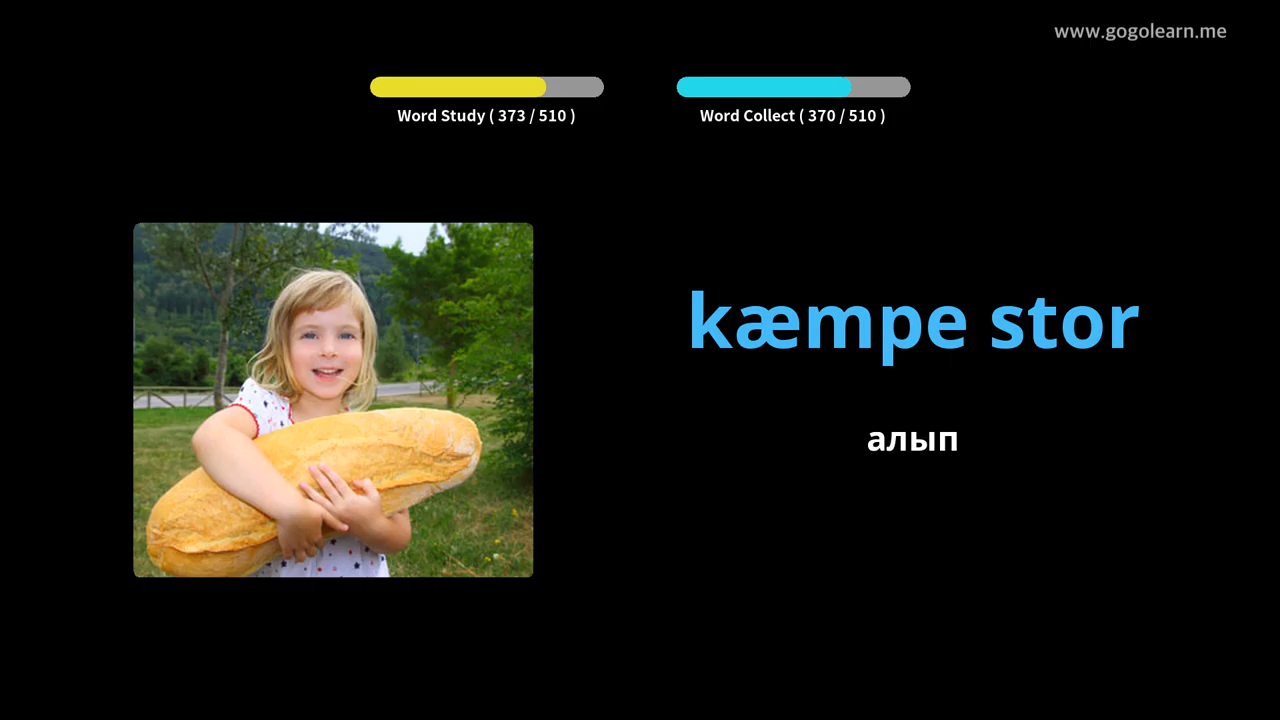 www.gogolearn.me
Word Study ( 373 / 510 )
Word Collect ( 370 / 510 )
kæmpe stor
алып